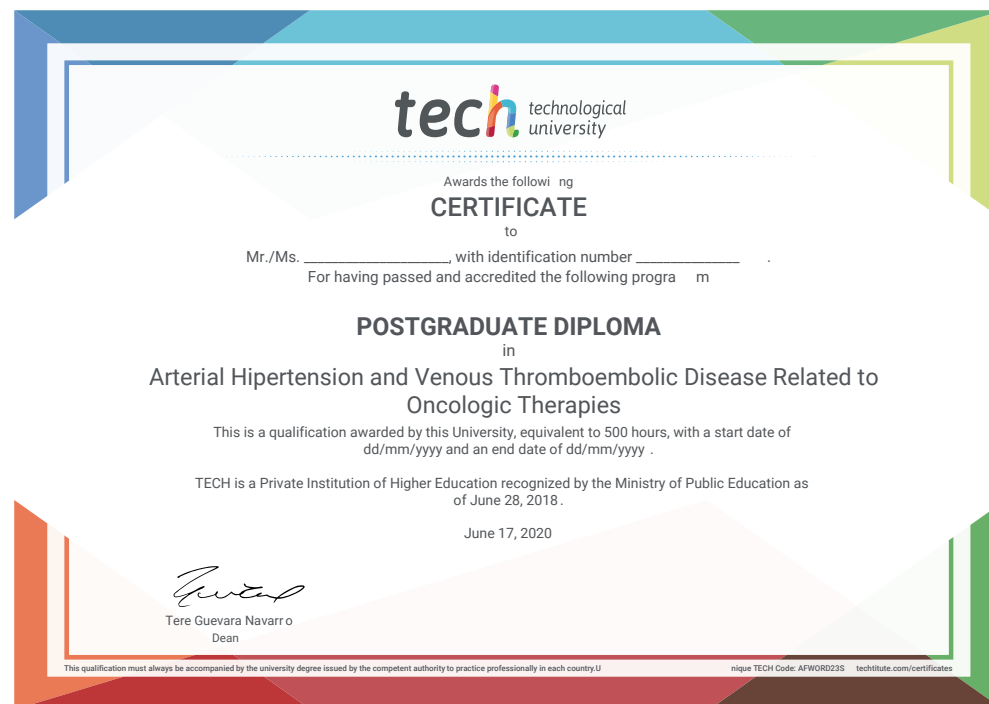 tech technological
university
Awards the followi ng
CERTIFICATE
to
Mr./Ms. ____________________, with identification number ______________ .
For having passed and accredited the following progra m
POSTGRADUATE DIPLOMA
in
Arterial Hipertension and Venous Thromboembolic Disease Related to
Oncologic Therapies
This is a qualification awarded by this University, equivalent to 500 hours, with a start date of
dd/mm/yyyy and an end date of dd/mm/yyyy .
TECH is a Private Institution of Higher Education recognized by the Ministry of Public Education as
of June 28, 2018 .
June 17, 2020
Tere Guevara Navarr o
Dean
This qualification must always be accompanied by the university degree issued by the competent authority to practice professionally in each country.U nique TECH Code: AFWORD23S techtitute.com/certificates